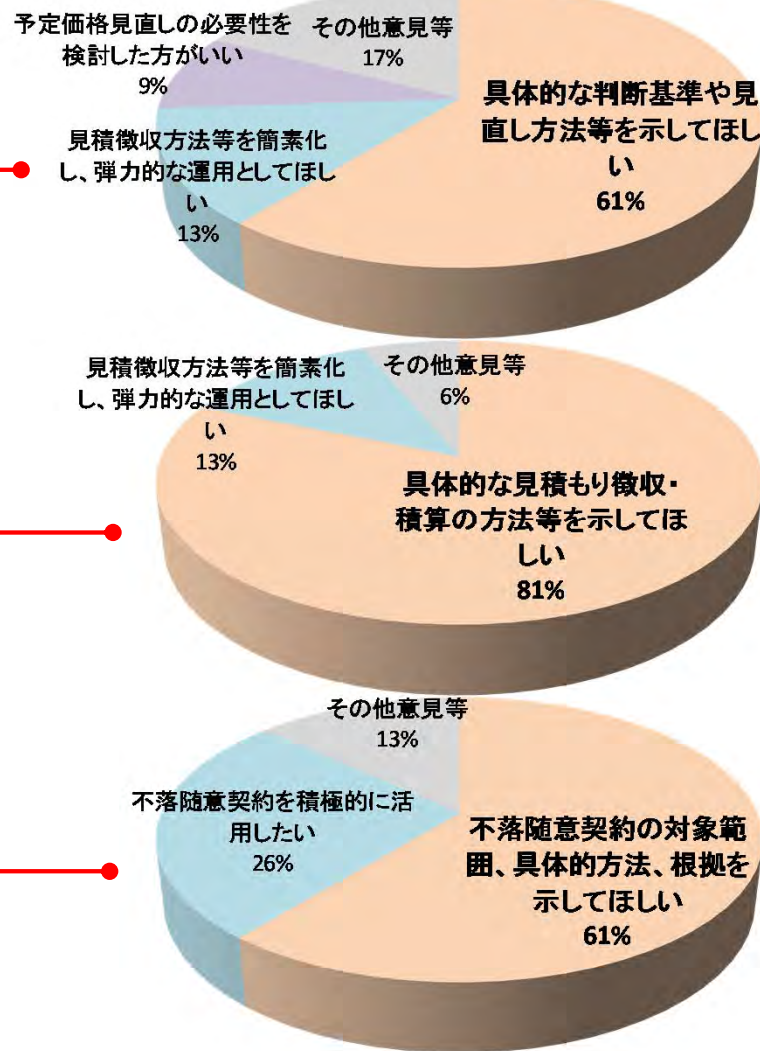 予定価格見直しの必要性を
検討した方がいい
9%
その他意見等
17%
具体的な判断基準や見
直し方法等を示してほし
い
61%
見積徴収方法等を簡素化
し、弾力的な運用としてほし
い
13%
見積徴収方法等を簡素化
し、弾力的な運用としてほし
い
13%
その他意見等
6%
具体的な見積もり徴収・
積算の方法等を示してほ
しい
81%
その他意見等
13%
不落随意契約を積極的に活
用したい
26%
不落随意契約の対象範
囲、具体的方法、根拠を
示してほしい
61%